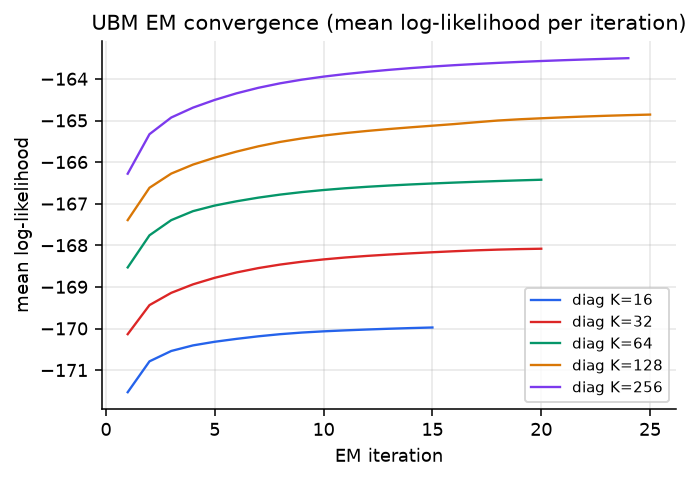 UBM EM convergence (mean log-likelihood per iteration)
mean log-likelihood
−164
−165
−166
−167
−168
−169
−170
−171
diag K=16
diag K=32
diag K=64
diag K=128
diag K=256
0 5 10 15 20 25
EM iteration